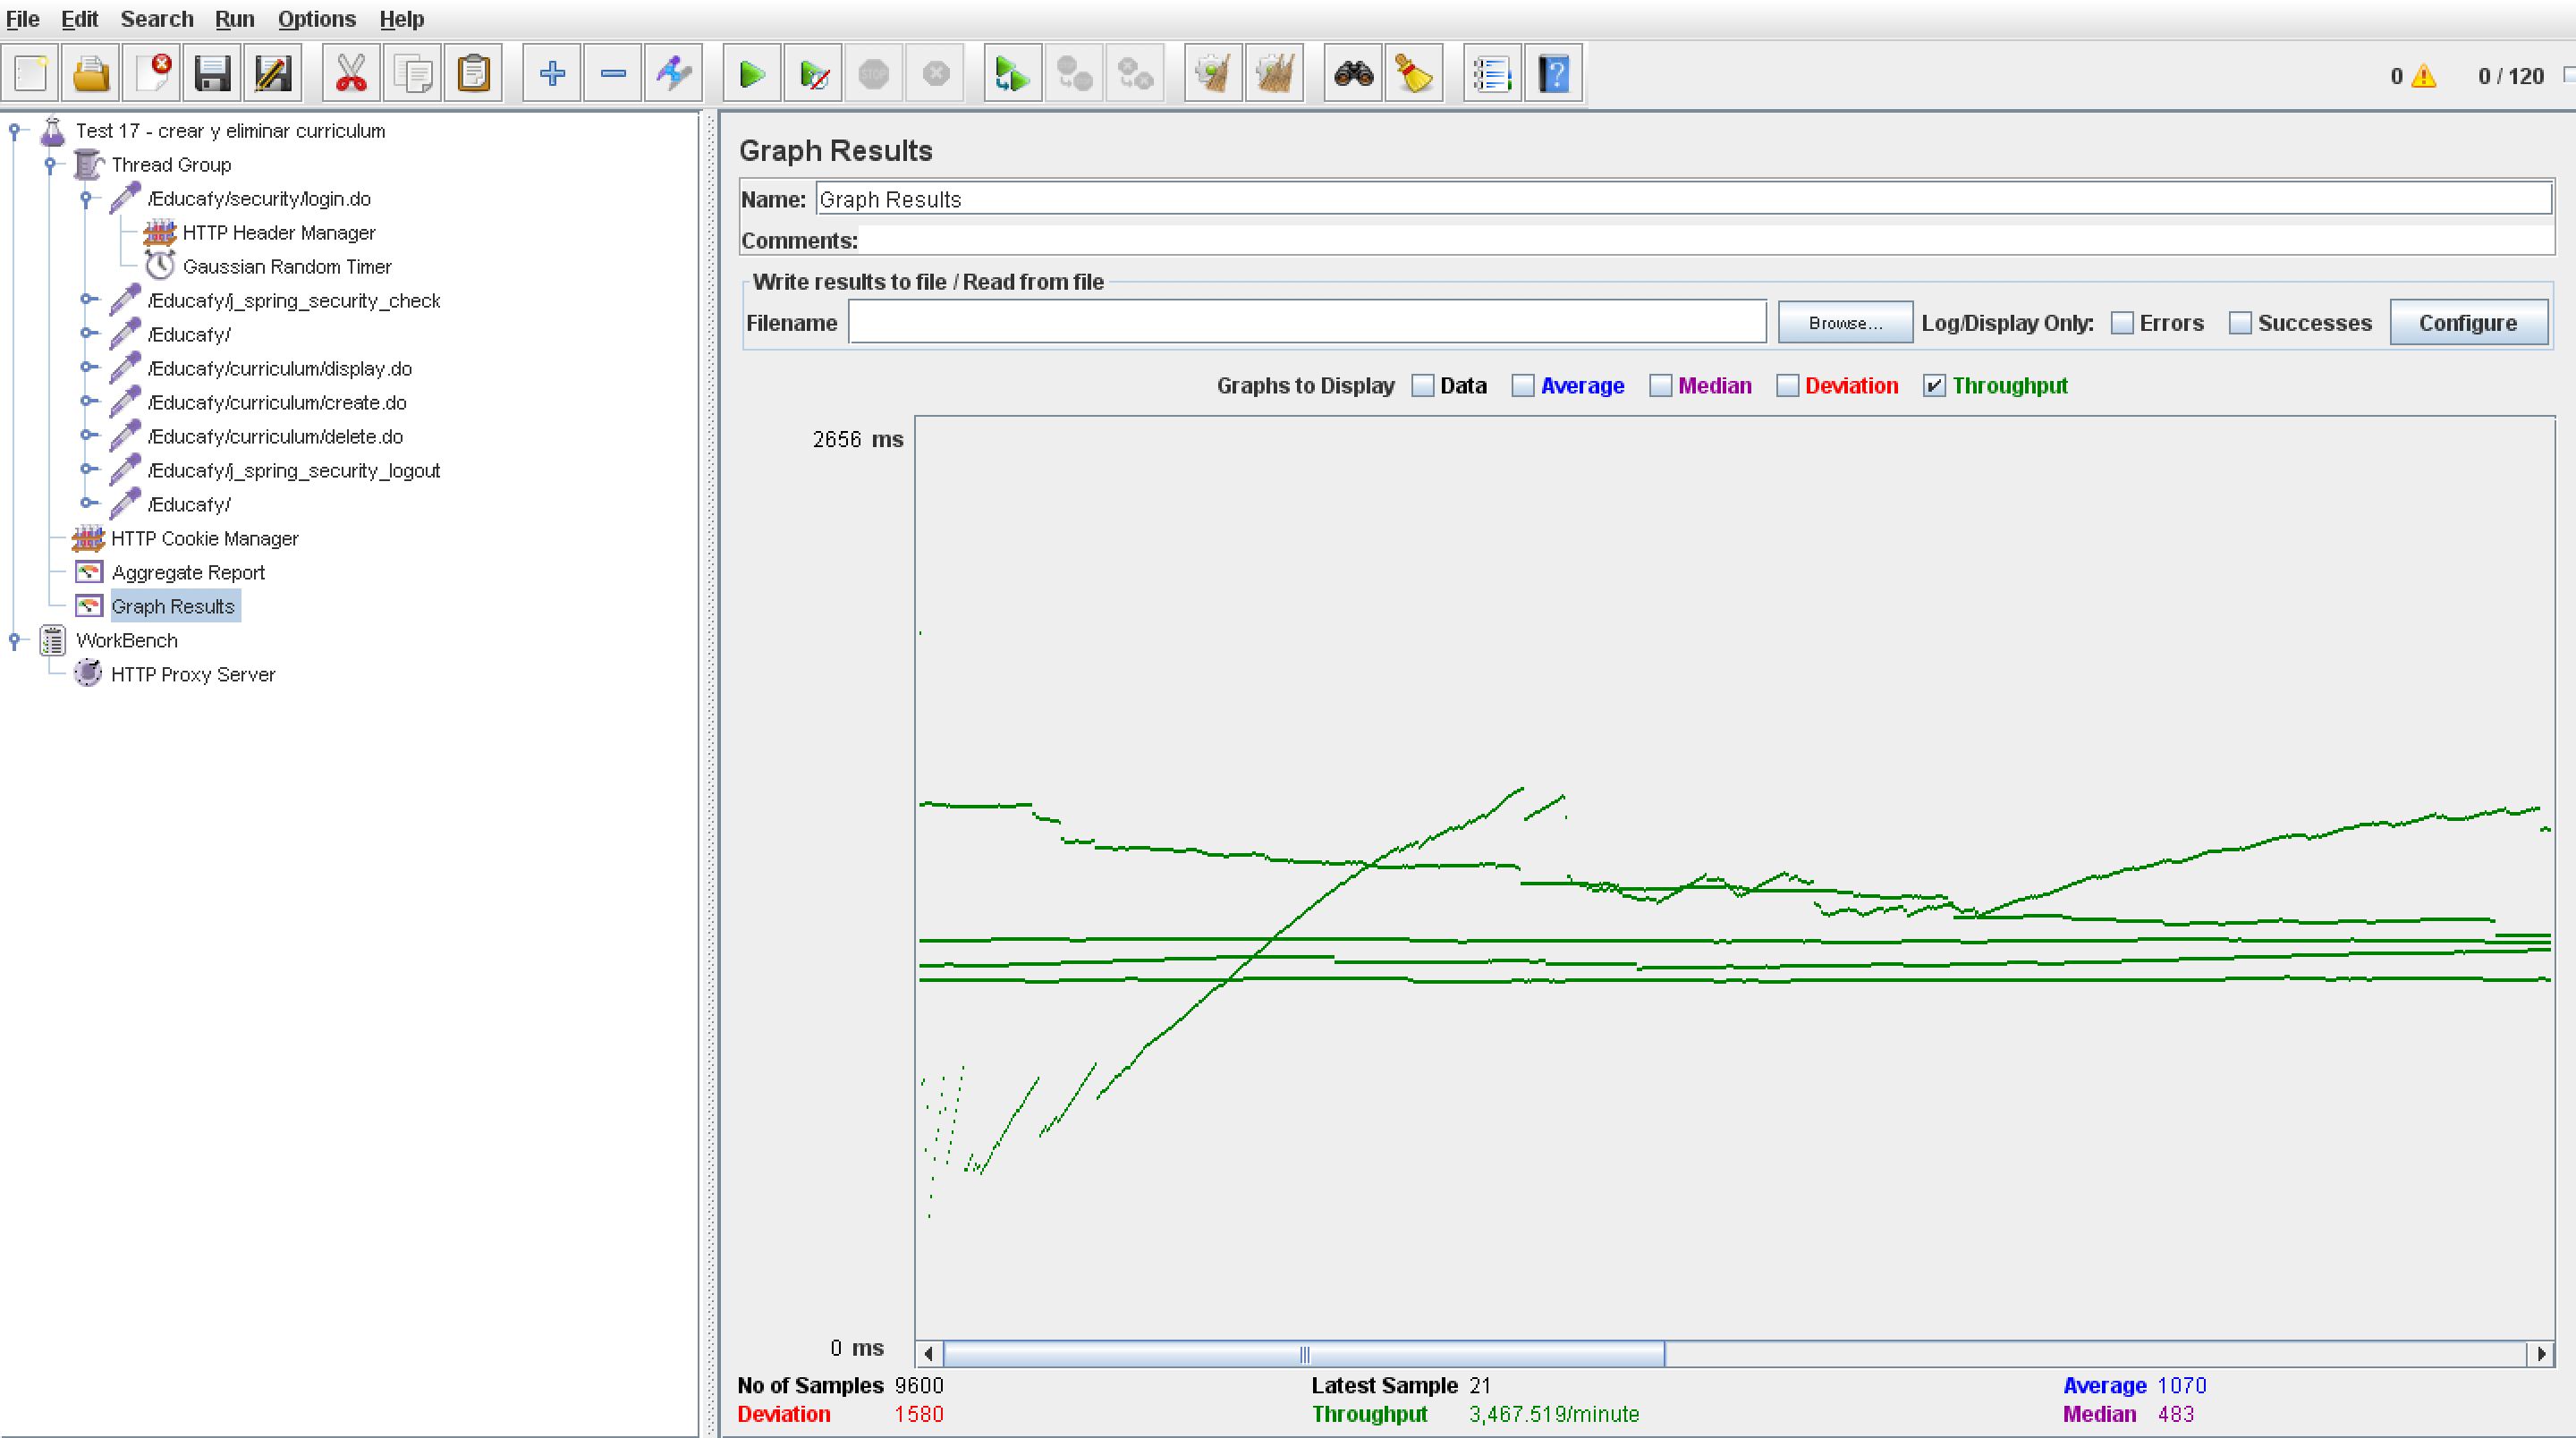 File Edit Search Run Options Help
STOP
0 0 / 120
Test 17 - crear y eliminar curriculum
Thread Group
/Educafy/security/login.do
HTTP Header Manager
Gaussian Random Timer
/Educafy/j_spring_security_check
/Educafy/
/Educafy/curriculum/display.do
/Educafy/curriculum/create.do
/Educafy/curriculum/delete.do
/Educafy/j_spring_security_logout
/Educafy/
HTTP Cookie Manager
Aggregate Report
Graph Results
WorkBench
HTTP Proxy Server
Graph Results
Name: Graph Results
Comments:
Write results to file / Read from file
Filename Browse... Log/Display Only: Errors Successes Configure
Graphs to Display Data Average Median Deviation Throughput
2656 ms
0 ms
No of Samples 9600 Latest Sample 21 Average 1070
Deviation 1580 Throughput 3,467.519/minute Median 483